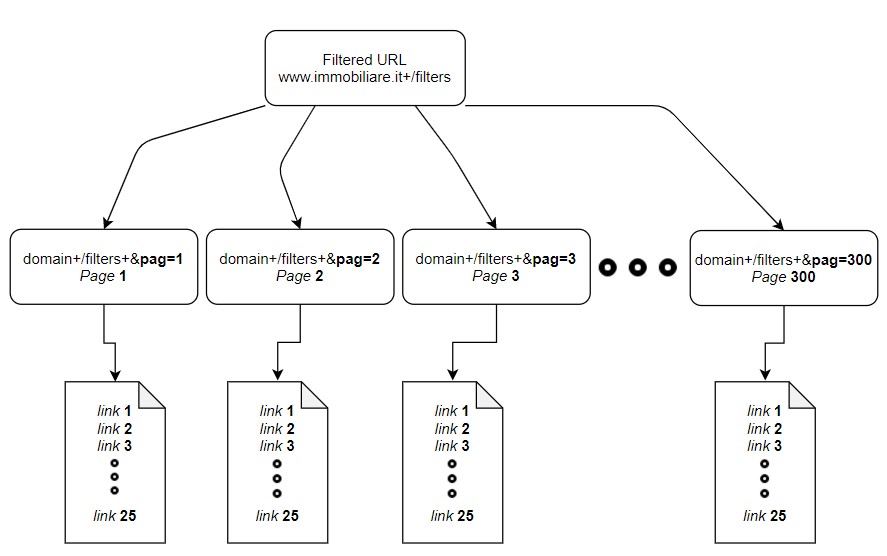 Filtered URL
www.immobiliare.it+/filters
domain+/filters+&pag=1
Page 1
domain+/filters+&pag=2
Page 2
domain+/filters+&pag=3
Page 3
domain+/filters+&pag=300
Page 300
link 1
link 2
link 3
link 25
link 1
link 2
link 3
link 25
link 1
link 2
link 3
link 25
link 1
link 2
link 3
link 25